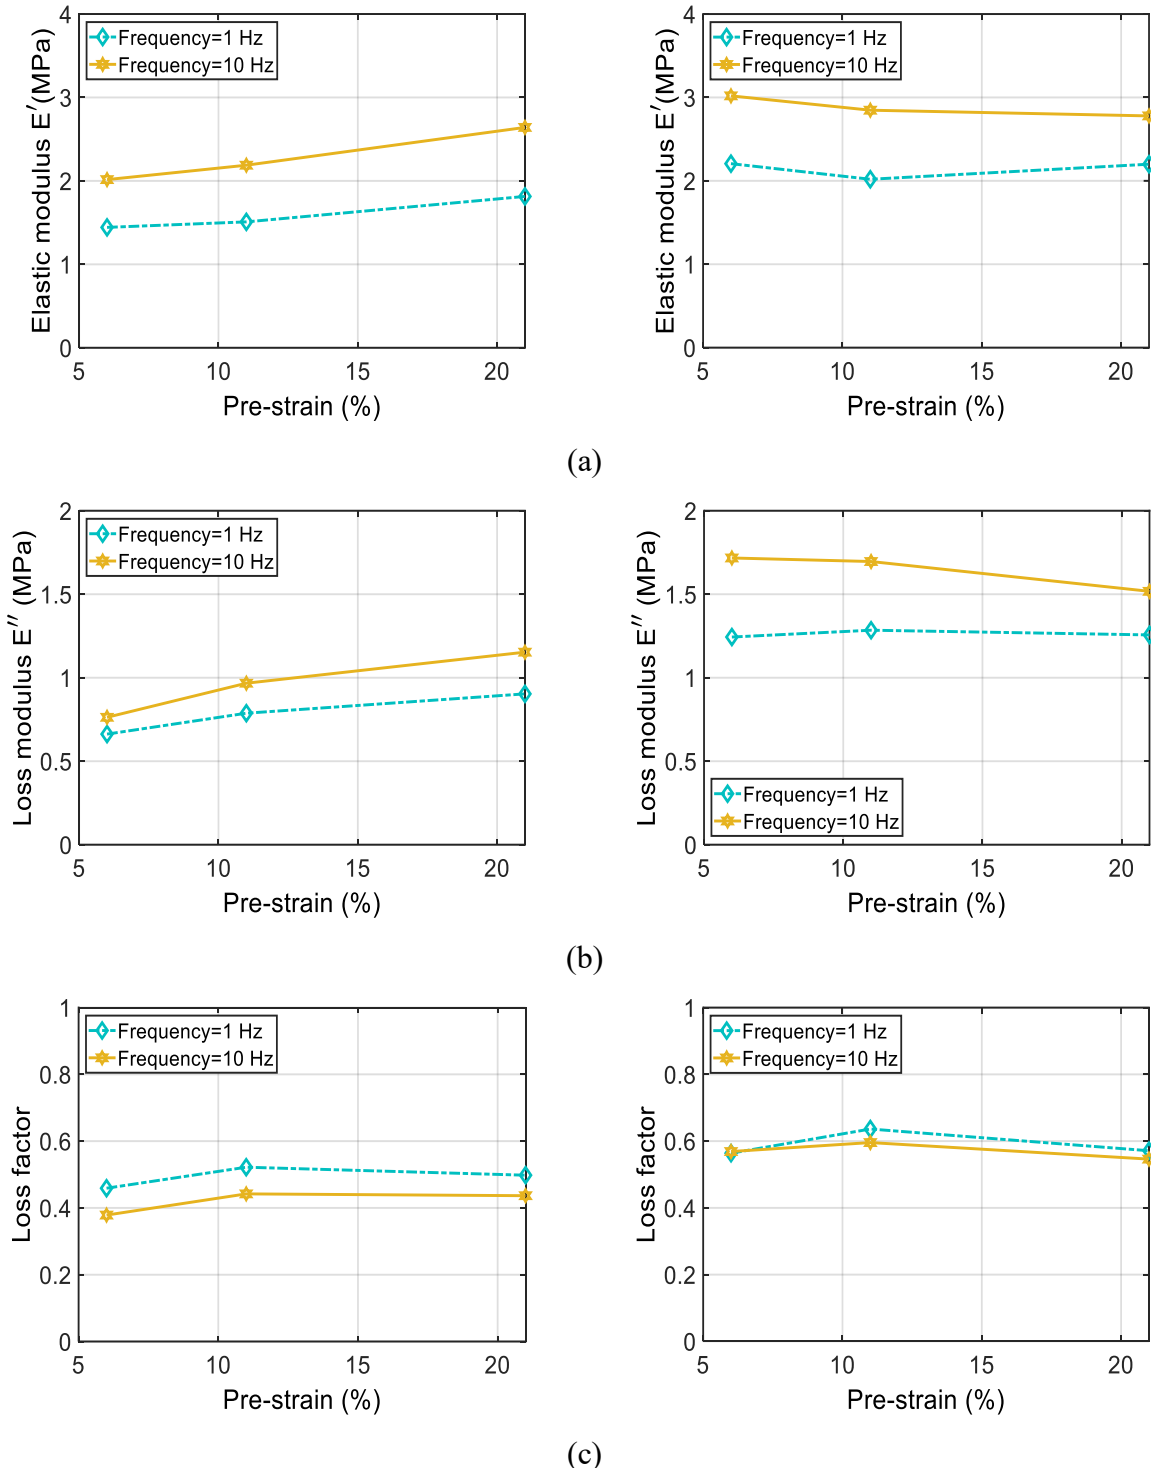 4
3
2
1
0
5
10
15
20
Elastic modulus E′(MPa)
Pre-strain (%)
Frequency=1 Hz
Frequency=10 Hz
4
3
2
1
0
5
10
15
20
Elastic modulus E′(MPa)
Pre-strain (%)
Frequency=1 Hz
Frequency=10 Hz
(a)
2
1.5
1
0.5
0
5
10
15
20
Loss modulus E″ (MPa)
Pre-strain (%)
Frequency=1 Hz
Frequency=10 Hz
2
1.5
1
0.5
0
5
10
15
20
Loss modulus E″ (MPa)
Pre-strain (%)
Frequency=1 Hz
Frequency=10 Hz
(b)
1
0.8
0.6
0.4
0.2
0
5
10
15
20
Loss factor
Pre-strain (%)
Frequency=1 Hz
Frequency=10 Hz
1
0.8
0.6
0.4
0.2
0
5
10
15
20
Loss factor
Pre-strain (%)
Frequency=1 Hz
Frequency=10 Hz
(c)